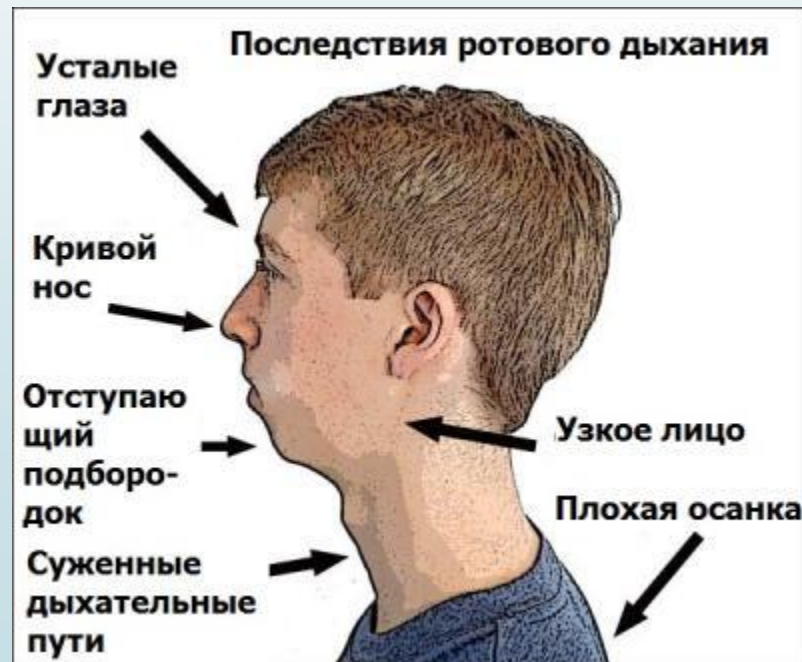 Последствия ротового дыхания
Усталые
глаза
Кривой
нос
Отступаю
щий
подборо-
док
Узкое лицо
Плохая осанка
Суженные
дыхательные
пути